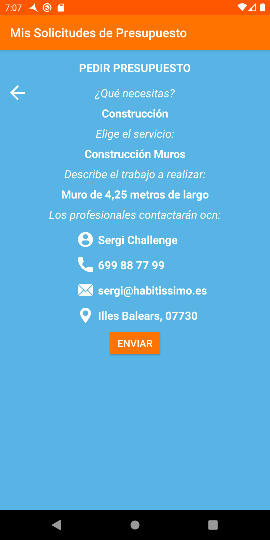 7:07
Mis Solicitudes de Presupuesto
PEDIR PRESUPUESTO
¿Qué necesitas?
Construcción
Elige el servicio:
Construcción Muros
Describe el trabajo a realizar:
Muro de 4,25 metros de largo
Los profesionales contactarán ocn:
Sergi Challenge
699 88 77 99
sergi@habitissimo.es
Illes Balears, 07730
ENVIAR